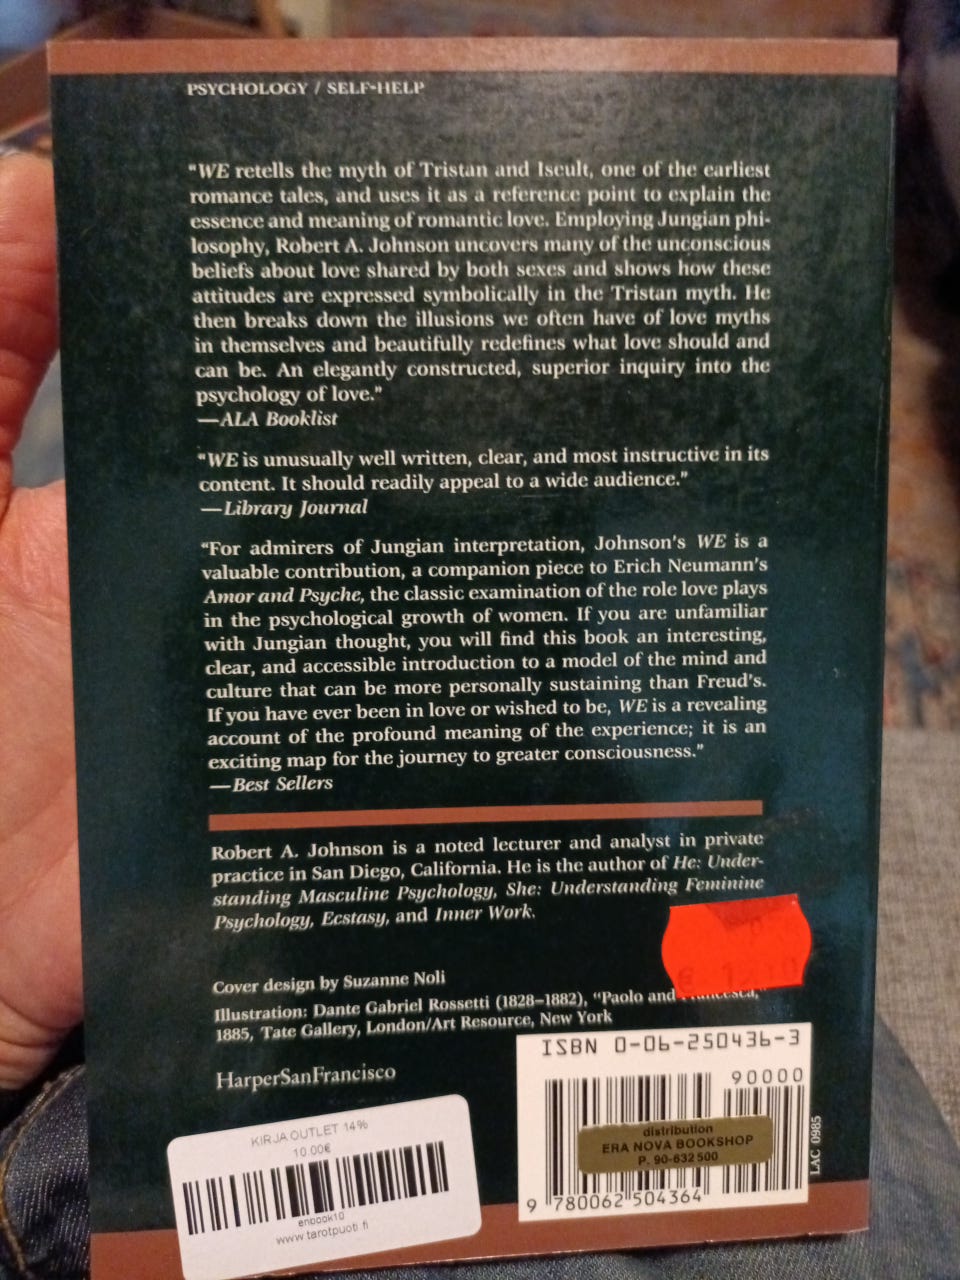 PSYCHOLOGY / SELF-HELP
"WE retells the myth of Tristan and Iseult, one of the earliest
romance tales, and uses it as a reference point to explain the
essence and meaning of romantic love. Employing Jungian phi-
losophy, Robert A. Johnson uncovers many of the unconscious
beliefs about love shared by both sexes and shows how these
attitudes are expressed symbolically in the Tristan myth. He
then breaks down the illusions we often have of love myths
in themselves and beautifully redefines what love should and
can be. An elegantly constructed, superior inquiry into the
psychology of love."
—ALA Booklist
"WE is unusually well written, clear, and most instructive in its
content. It should readily appeal to a wide audience."
—Library Journal
"For admirers of Jungian interpretation, Johnson's WE is a
valuable contribution, a companion piece to Erich Neumann's
Amor and Psyche, the classic examination of the role love plays
in the psychological growth of women. If you are unfamiliar
with Jungian thought, you will find this book an interesting,
clear, and accessible introduction to a model of the mind and
culture that can be more personally sustaining than Freud's.
If you have ever been in love or wished to be, WE is a revealing
account of the profound meaning of the experience; it is an
exciting map for the journey to greater consciousness."
—Best Sellers
Robert A. Johnson is a noted lecturer and analyst in private
practice in San Diego, California. He is the author of He: Under-
standing Masculine Psychology, She: Understanding Feminine
Psychology, Ecstasy, and Inner Work.
Cover design by Suzanne Noli
Illustration: Dante Gabriel Rossetti (1828–1882), "Paolo and Francesca,"
1885, Tate Gallery, London/Art Resource, New York
HarperSanFrancisco
KIRJA OUTLET 14%
10.00€
enbook10
www.tarotpuoti.fi
ISBN 0-06-250436-3
90000
distribution
ERA NOVA BOOKSHOP
P. 90-632 500
9 780062 504364
LAC 0985